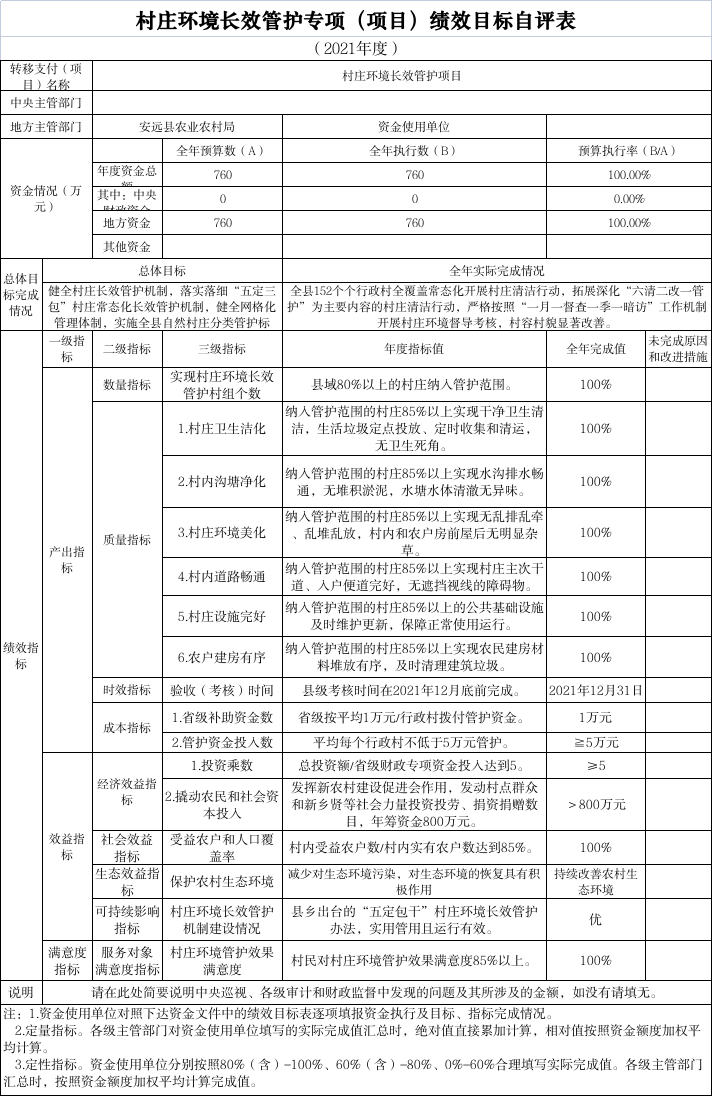 村庄环境长效管护专项（项目）绩效目标自评表
（2021年度）
转移支付（项
目）名称
村庄环境长效管护项目
中央主管部门
地方主管部门
安远县农业农村局
资金使用单位
资金情况（万
元）
全年预算数（A）
全年执行数（B）
预算执行率（B/A）
年度资金总
760
760
100.00%
其中：中央
0
0
0.00%
地方资金
760
760
100.00%
其他资金
总体目
标完成
情况
总体目标
全年实际完成情况
健全村庄长效管护机制，落实落细“五定三
包”村庄常态化长效管护机制，健全网格化
管理体制，实施全县自然村庄分类管护标
全县152个个行政村全覆盖常态化开展村庄清洁行动，拓展深化“六清二改一管
护”为主要内容的村庄清洁行动，严格按照“一月一督查一季一暗访”工作机制
开展村庄环境督导考核，村容村貌显著改善。
绩效指
标
一级指
标
二级指标
三级指标
年度指标值
全年完成值
未完成原因
和改进措施
产出指
标
数量指标
实现村庄环境长效
管护村组个数
县域80%以上的村庄纳入管护范围。
100%
质量指标
1.村庄卫生洁化
纳入管护范围的村庄85%以上实现干净卫生清
洁，生活垃圾定点投放、定时收集和清运，
无卫生死角。
100%
2.村内沟塘净化
纳入管护范围的村庄85%以上实现水沟排水畅
通，无堆积淤泥，水塘水体清澈无异味。
100%
3.村庄环境美化
纳入管护范围的村庄85%以上实现无乱排乱牵
、乱堆乱放，村内和农户房前屋后无明显杂
草。
100%
4.村内道路畅通
纳入管护范围的村庄85%以上实现村庄主次干
道、入户便道完好，无遮挡视线的障碍物。
100%
5.村庄设施完好
纳入管护范围的村庄85%以上的公共基础设施
及时维护更新，保障正常使用运行。
100%
6.农户建房有序
纳入管护范围的村庄85%以上实现农民建房材
料堆放有序，及时清理建筑垃圾。
100%
时效指标
验收（考核）时间
县级考核时间在2021年12月底前完成。
2021年12月31日
成本指标
1.省级补助资金数
省级按平均1万元/行政村拨付管护资金。
1万元
2.管护资金投入数
平均每个行政村不低于5万元管护。
≧5万元
效益指
标
经济效益指
标
1.投资乘数
总投资额/省级财政专项资金投入达到5。
≥5
2.撬动农民和社会资
本投入
发挥新农村建设促进会作用，发动村点群众
和新乡贤等社会力量投资投劳、捐资捐赠数
目，年筹资金800万元。
＞800万元
社会效益
指标
受益农户和人口覆
盖率
村内受益农户数/村内实有农户数达到85%。
100%
生态效益指
标
保护农村生态环境
减少对生态环境污染，对生态环境的恢复具有积
极作用
持续改善农村生
态环境
可持续影响
指标
村庄环境长效管护
机制建设情况
县乡出台的“五定包干”村庄环境长效管护
办法，实用管用且运行有效。
优
满意度
指标
服务对象
满意度指标
村庄环境管护效果
满意度
村民对村庄环境管护效果满意度85%以上。
100%
说明
请在此处简要说明中央巡视、各级审计和财政监督中发现的问题及其所涉及的金额，如没有请填无。
注：1.资金使用单位对照下达资金文件中的绩效目标表逐项填报资金执行及目标、指标完成情况。
2.定量指标。各级主管部门对资金使用单位填写的实际完成值汇总时，绝对值直接累加计算，相对值按照资金额度加权平
均计算。
3.定性指标。资金使用单位分别按照80%（含）-100%、60%（含）-80%、0%-60%合理填写实际完成值。各级主管部门
汇总时，按照资金额度加权平均计算完成值。